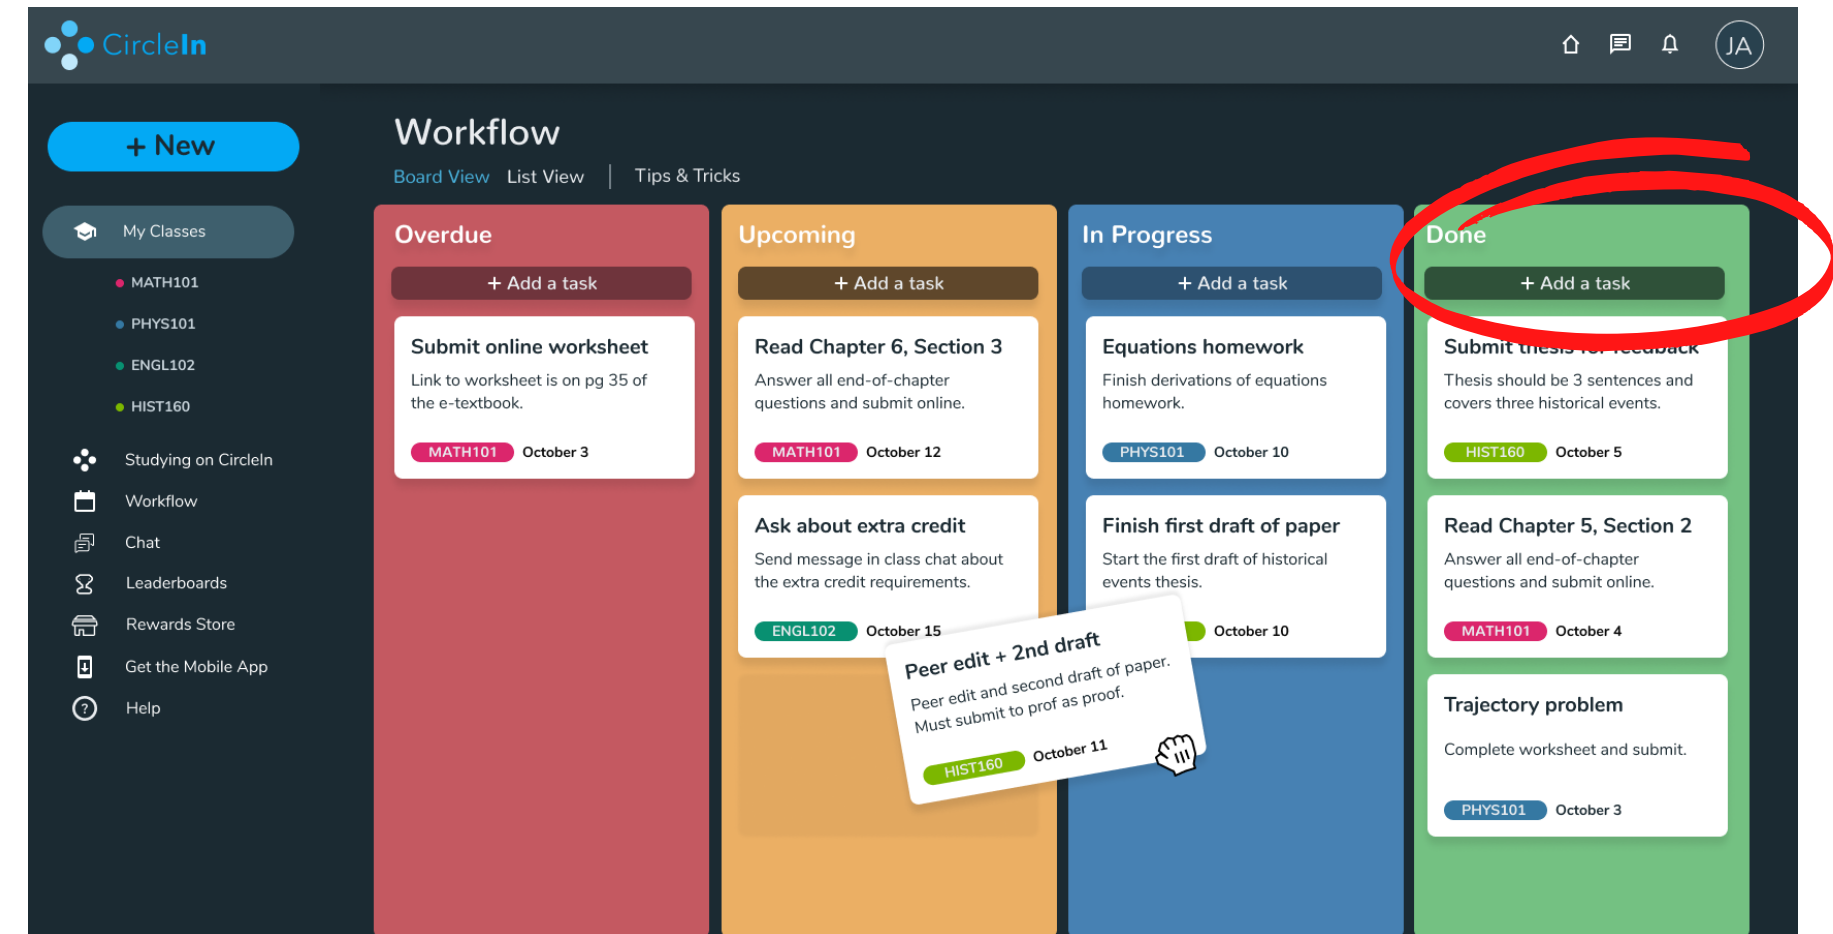 CircleIn
JA
+ New
My Classes
MATH101
PHYS101
ENGL102
HIST160
Studying on CircleIn
Workflow
Chat
Leaderboards
Rewards Store
Get the Mobile App
Help
Workflow
Board View List View | Tips & Tricks
Overdue
+ Add a task
Submit online worksheet
Link to worksheet is on pg 35 of
the e-textbook.
MATH101 October 3
Upcoming
+ Add a task
Read Chapter 6, Section 3
Answer all end-of-chapter
questions and submit online.
MATH101 October 12
Ask about extra credit
Send message in class chat about
the extra credit requirements.
ENGL102 October 15
Peer edit + 2nd draft
Peer edit and second draft of paper.
Must submit to prof as proof.
HIST160 October 11
In Progress
+ Add a task
Equations homework
Finish derivations of equations
homework.
PHYS101 October 10
Finish first draft of paper
Start the first draft of historical
events thesis.
October 10
Done
+ Add a task
Submit thesis for feedback
Thesis should be 3 sentences and
covers three historical events.
HIST160 October 5
Read Chapter 5, Section 2
Answer all end-of-chapter
questions and submit online.
MATH101 October 4
Trajectory problem
Complete worksheet and submit.
PHYS101 October 3